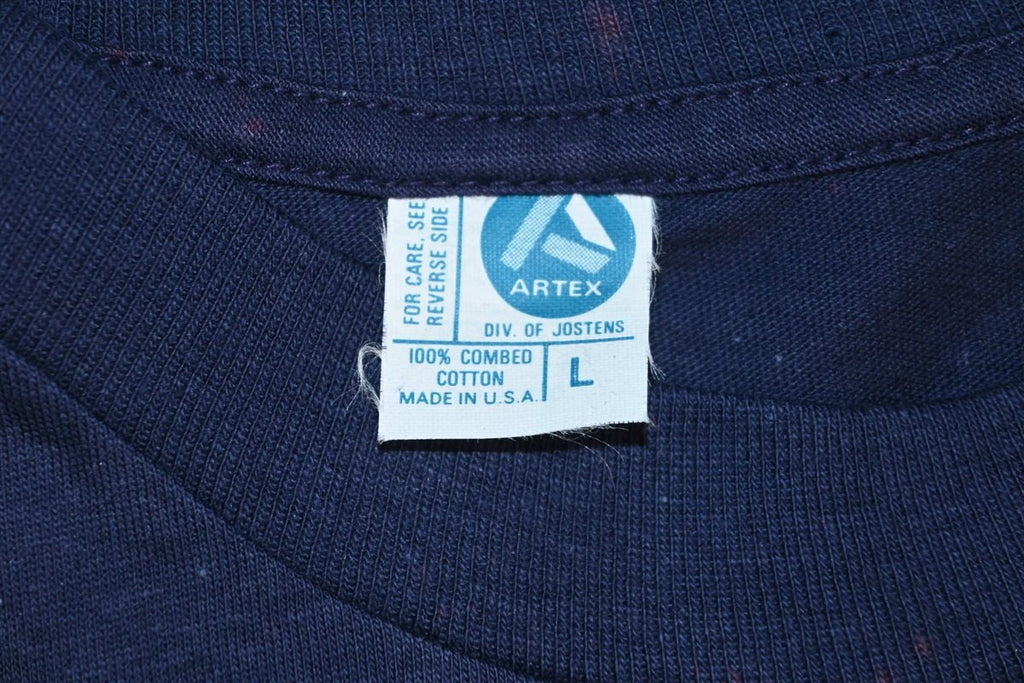 FOR CARE, SEE
REVERSE SIDE
ARTEX
DIV. OF JOSTENS
100% COMBED
COTTON
MADE IN U.S.A.
L